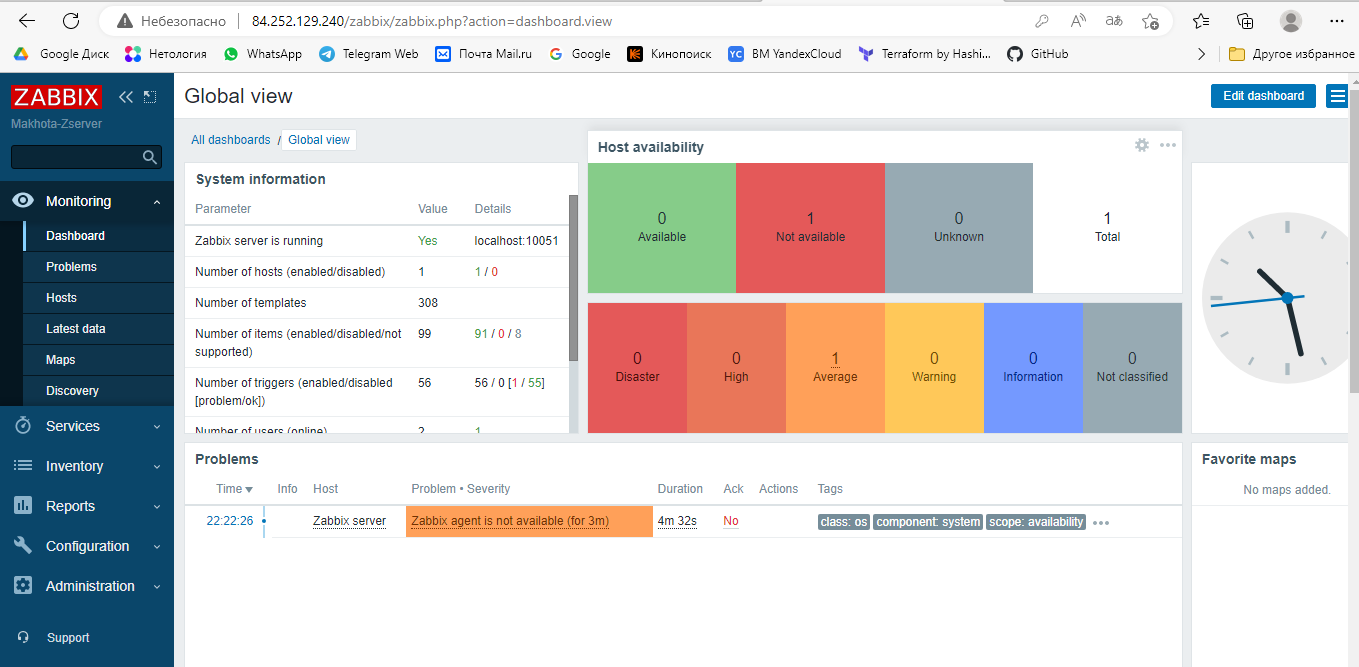 Небезопасно 84.252.129.240/zabbix/zabbix.php?action=dashboard.view
Google Диск Нетология WhatsApp Telegram Web Почта Mail.ru Google Кинопоиск YC ВМ YandexCloud Terraform by Hashi... GitHub Другое избранное
ZABBIX
Makhota-Zserver
Monitoring
Dashboard
Problems
Hosts
Latest data
Maps
Discovery
Services
Inventory
Reports
Configuration
Administration
Support
Global view
Edit dashboard
All dashboards / Global view
System information
Parameter Value Details
Zabbix server is running Yes localhost:10051
Number of hosts (enabled/disabled) 1 1 / 0
Number of templates 308
Number of items (enabled/disabled/not supported) 99 91 / 0 / 8
Number of triggers (enabled/disabled [problem/ok]) 56 56 / 0 [1 / 55]
Number of users (online) 2 1
Host availability
0 1 0 1
Available Not available Unknown Total
0 0 1 0 0 0
Disaster High Average Warning Information Not classified
Problems
Time Info Host Problem • Severity Duration Ack Actions Tags
22:22:26 Zabbix server Zabbix agent is not available (for 3m) 4m 32s No class: os component: system scope: availability
Favorite maps
No maps added.